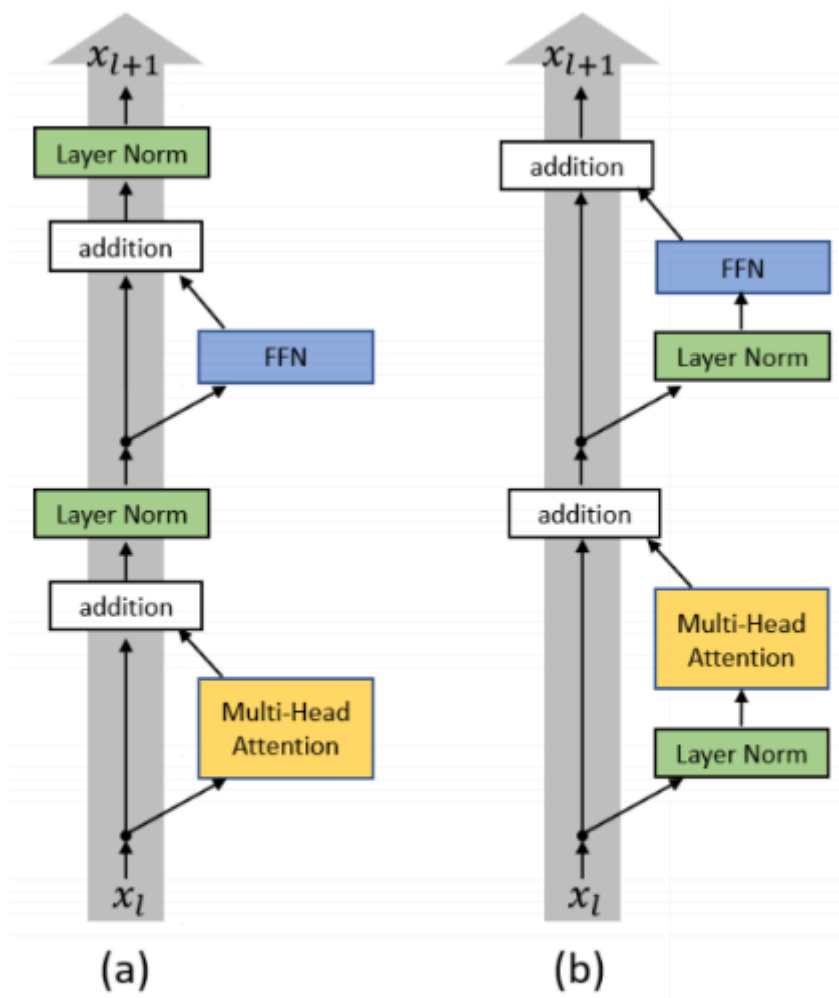 x_{l+1}
Layer Norm
addition
FFN
Layer Norm
addition
Multi-Head
Attention
x_l
(a)
x_{l+1}
addition
FFN
Layer Norm
addition
Multi-Head
Attention
Layer Norm
x_l
(b)